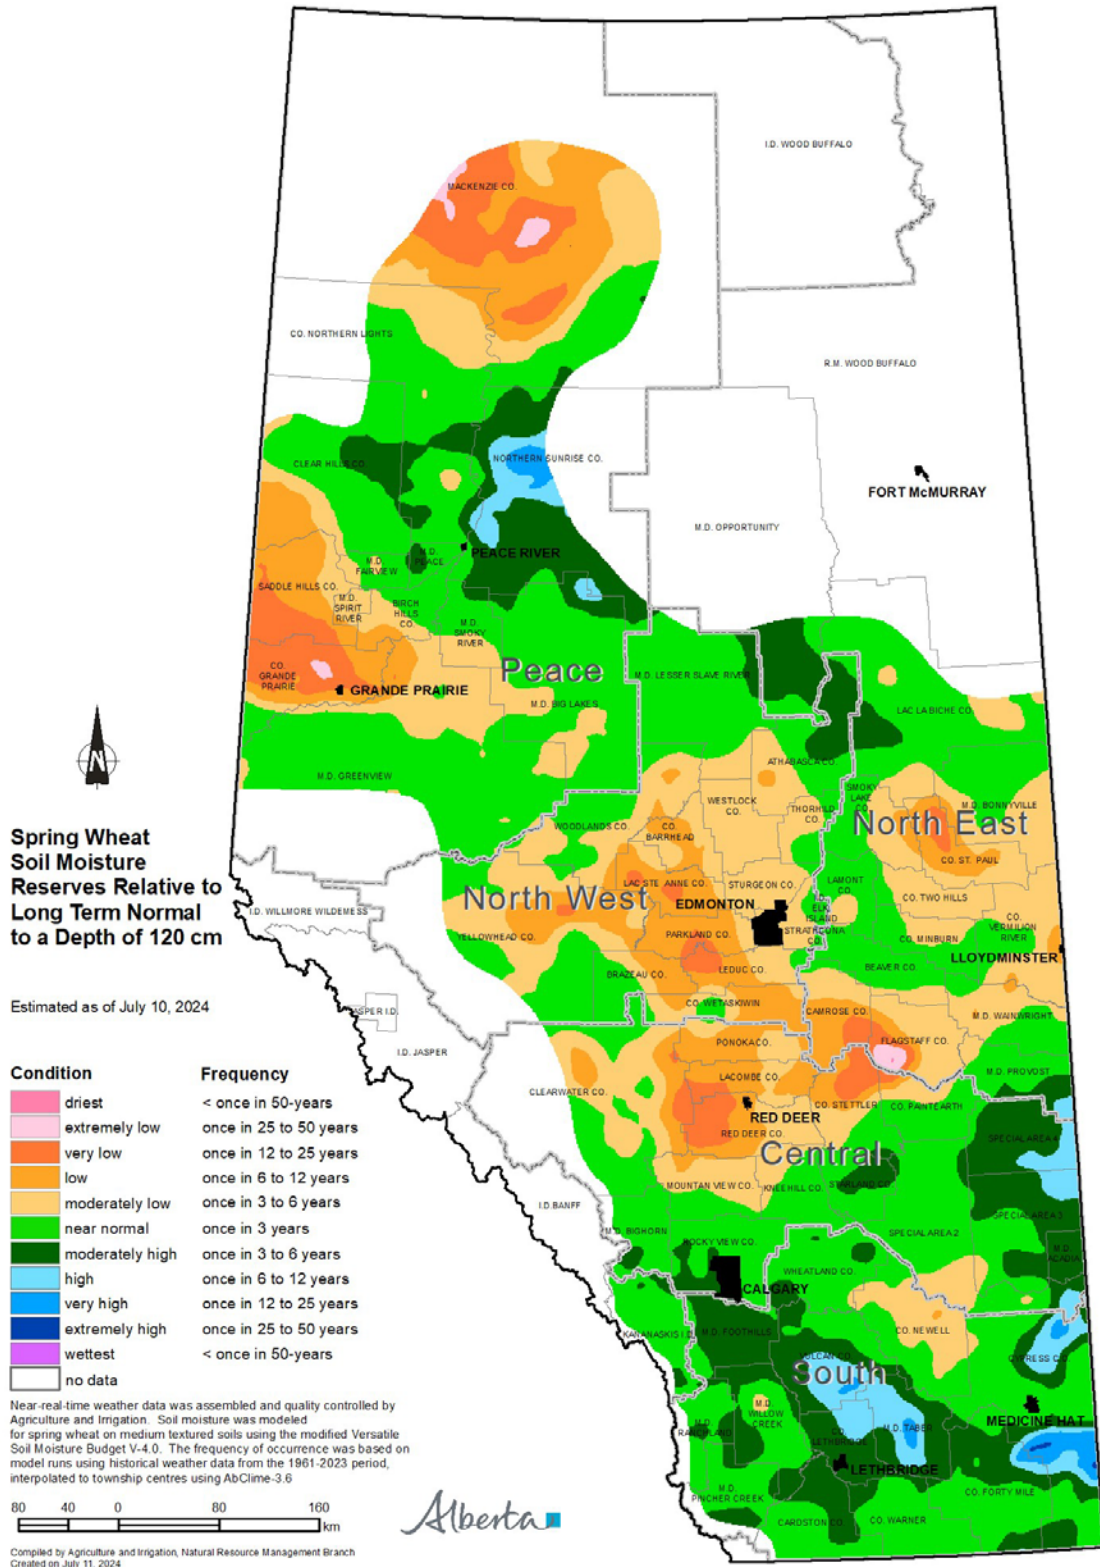 I.D. WOOD BUFFALO
MACKENZIE CO.
CO. NORTHERN LIGHTS
R.M. WOOD BUFFALO
CLEAR HILLS CO.
NORTHERN SUNRISE CO.
FORT McMURRAY
M.D. OPPORTUNITY
M.D.
PEACE
PEACE RIVER
M.D.
FAIRVIEW
SADDLE HILLS CO.
M.D.
SPIRIT
RIVER
BIRCH
HILLS
CO.
M.D.
SMOKY
RIVER
Peace
CO.
GRANDE
PRAIRIE
GRANDE PRAIRIE
M.D. LESSER SLAVE RIVER
M.D. BIG LAKES
LAC LA BICHE CO.
N
M.D. GREENVIEW
ATHABASCA CO.
WESTLOCK
CO.
THORHILD
CO.
SMOKY
LAKE
CO.
M.D. BONNYVILLE
North East
WOODLANDS CO.
CO.
BARRHEAD
CO. ST. PAUL
Spring Wheat
Soil Moisture
Reserves Relative to
Long Term Normal
to a Depth of 120 cm
LAC STE ANNE CO.
STURGEON CO.
LAMONT
CO.
North West
EDMONTON
I.D.
ELK
ISLAND
CO. TWO HILLS
I.D. WILLMORE WILDERNESS
STRATHCONA
CO.
CO.
VERMILION
RIVER
YELLOWHEAD CO.
PARKLAND CO.
CO. MINBURN
LLOYDMINSTER
BRAZEAU CO.
LEDUC CO.
BEAVER CO.
Estimated as of July 10, 2024
JASPER I.D.
CO. WETASKIWIN
CAMROSE CO.
M.D. WAINWRIGHT
I.D. JASPER
PONOKA CO.
FLAGSTAFF CO.
M.D. PROVOST
CLEARWATER CO.
LACOMBE CO.
CO. STETTLER
CO. PAINTEARTH
RED DEER
RED DEER CO.
SPECIAL AREA 4
Central
MOUNTAIN VIEW CO.
KNEEHILL CO.
STARLAND CO.
I.D. BANFF
SPECIAL AREA 3
M.D. BIGHORN
ROCKY VIEW CO.
SPECIAL AREA 2
M.D.
ACADIA
WHEATLAND CO.
CALGARY
KANANASKIS I.D.
M.D. FOOTHILLS
CO. NEWELL
VULCAN CO.
CYPRESS CO.
South
M.D.
WILLOW
CREEK
M.D.
RANCHLAND
M.D. TABER
MEDICINE HAT
CO.
LETHBRIDGE
LETHBRIDGE
M.D.
PINCHER CREEK
CO. FORTY MILE
CARDSTON CO.
CO. WARNER
Condition Frequency
driest < once in 50-years
extremely low once in 25 to 50 years
very low once in 12 to 25 years
low once in 6 to 12 years
moderately low once in 3 to 6 years
near normal once in 3 years
moderately high once in 3 to 6 years
high once in 6 to 12 years
very high once in 12 to 25 years
extremely high once in 25 to 50 years
wettest < once in 50-years
no data
Near-real-time weather data was assembled and quality controlled by
Agriculture and Irrigation. Soil moisture was modeled
for spring wheat on medium textured soils using the modified Versatile
Soil Moisture Budget V-4.0. The frequency of occurrence was based on
model runs using historical weather data from the 1961-2023 period,
interpolated to township centres using AbClime-3.6
80 40 0 80 160
km
Alberta
Compiled by Agriculture and Irrigation, Natural Resource Management Branch
Created on July 11, 2024